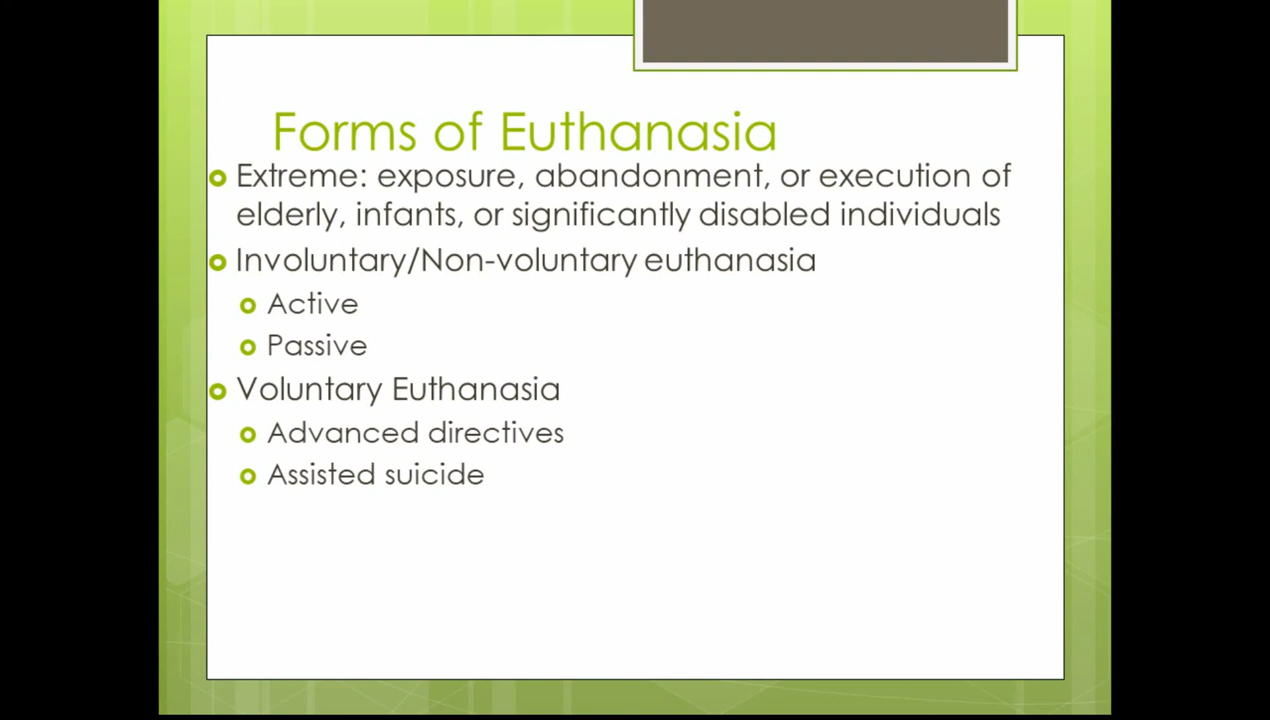 Forms of Euthanasia
Extreme: exposure, abandonment, or execution of
elderly, infants, or significantly disabled individuals
Involuntary/Non-voluntary euthanasia
Active
Passive
Voluntary Euthanasia
Advanced directives
Assisted suicide